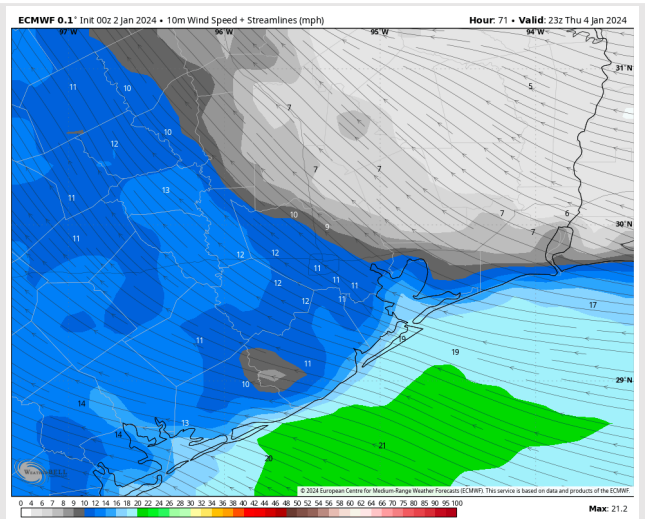 ECMWF 0.1° Init 00z 2 Jan 2024 • 10m Wind Speed + Streamlines (mph)
Hour: 71 • Valid: 23z Thu 4 Jan 2024
97°W 96°W 95°W 94°W
31°N
11 10 7 5
10
12
7 7
13
11
10 7 6
9 7 30°N
11
12 12
11
12 11 11
12 11
17
19
11 19
11
10 29°N
14
13
14
21
20
© 2024 European Centre for Medium-Range Weather Forecasts (ECMWF). This service is based on data and products of the ECMWF.
0 4 6 7 8 9 10 12 14 16 18 20 22 24 26 28 30 32 34 36 38 40 42 44 46 48 50 52 54 56 58 60 65 70 75 80 85 90 95 100
Max: 21.2